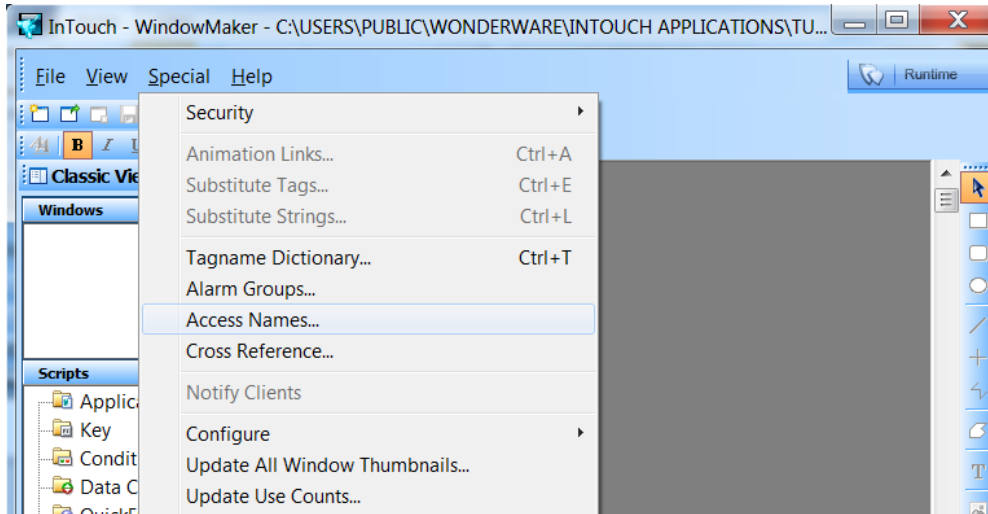 InTouch - WindowMaker - C:\USERS\PUBLIC\WONDERWARE\INTOUCH APPLICATIONS\TU...
File View Special Help
Runtime
B I U
Classic Vie
Windows
Security
Animation Links... Ctrl+A
Substitute Tags... Ctrl+E
Substitute Strings... Ctrl+L
Tagname Dictionary... Ctrl+T
Alarm Groups...
Access Names...
Cross Reference...
Notify Clients
Configure
Update All Window Thumbnails...
Update Use Counts...
Scripts
Applica
Key
Condit
Data C
T